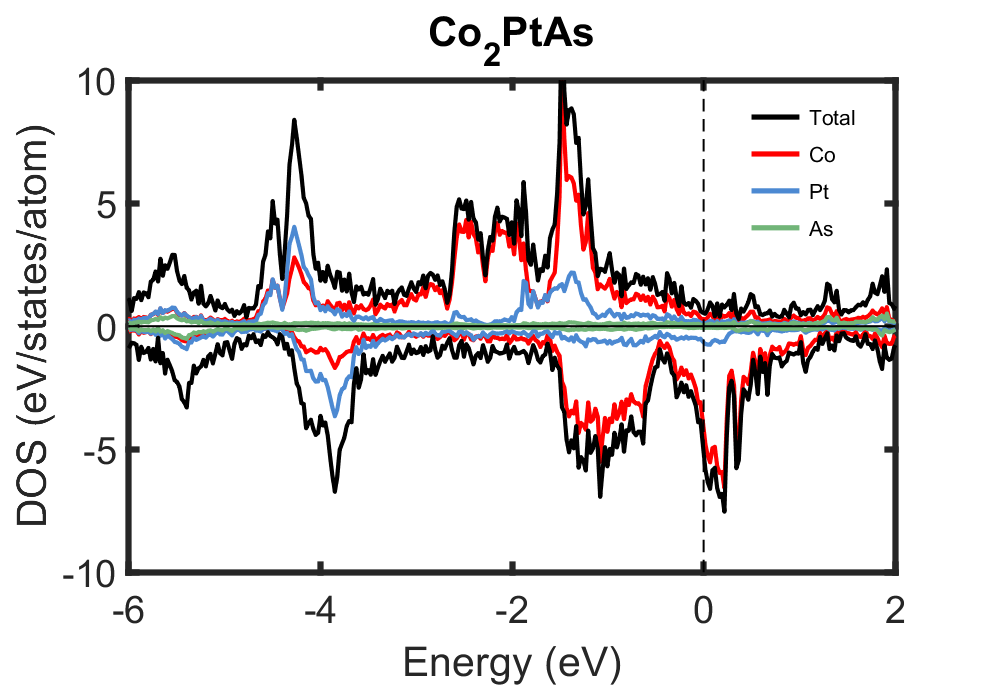 Co₂PtAs
10
5
0
-5
-10
DOS (eV/states/atom)
Total
Co
Pt
As
-6
-4
-2
0
2
Energy (eV)